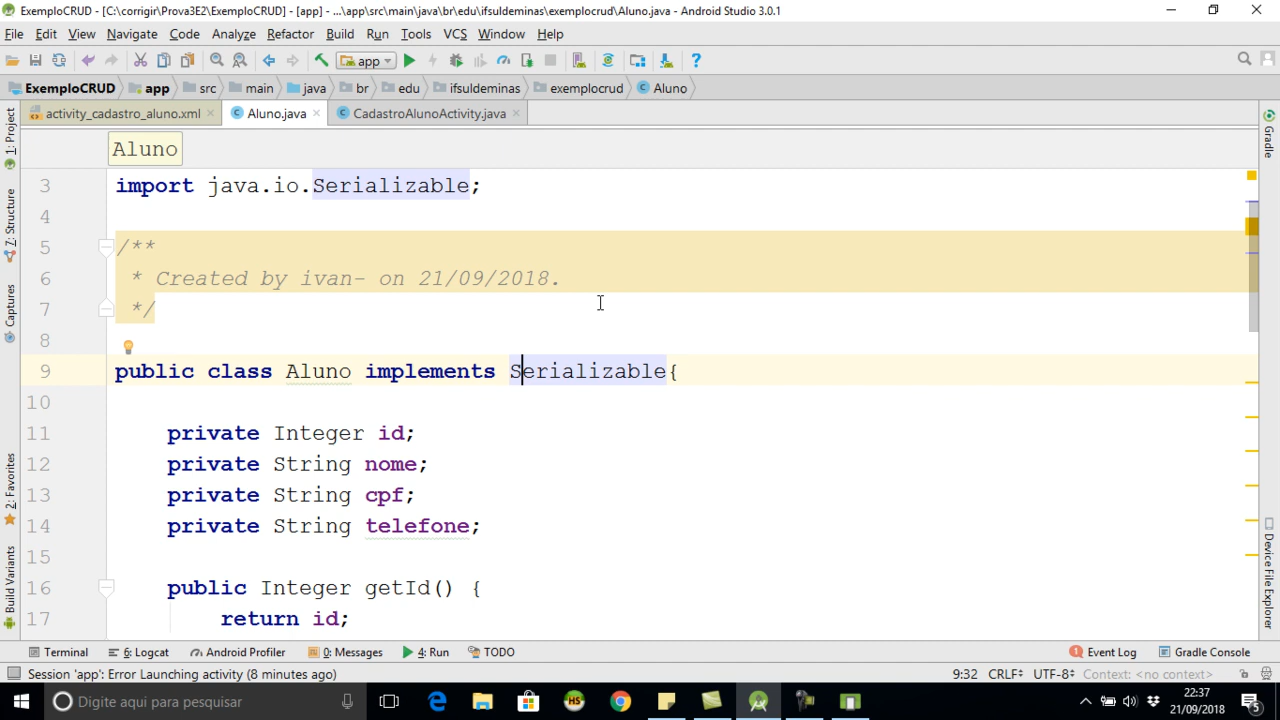 ExemploCRUD - [C:\corrigir\Prova3E2\ExemploCRUD] - [app] - ...\app\src\main\java\br\edu\ifsuldeminas\exemplocrud\Aluno.java - Android Studio 3.0.1
File Edit View Navigate Code Analyze Refactor Build Run Tools VCS Window Help
app
ExemploCRUD app src main java br edu ifsuldeminas exemplocrud Aluno
activity_cadastro_aluno.xml Aluno.java CadastroAlunoActivity.java
1: Project
7: Structure
Captures
2: Favorites
Build Variants
Gradle
Device File Explorer
Aluno
3 import java.io.Serializable;
4
5 /**
6 * Created by ivan- on 21/09/2018.
7 */
8
9 public class Aluno implements Serializable{
10
11 private Integer id;
12 private String nome;
13 private String cpf;
14 private String telefone;
15
16 public Integer getId() {
17 return id;
Terminal 6: Logcat Android Profiler 0: Messages 4: Run TODO 1 Event Log Gradle Console
Session 'app': Error Launching activity (8 minutes ago) 9:32 CRLF UTF-8 Context: <no context>
Digite aqui para pesquisar
HS
22:37
21/09/2018
5